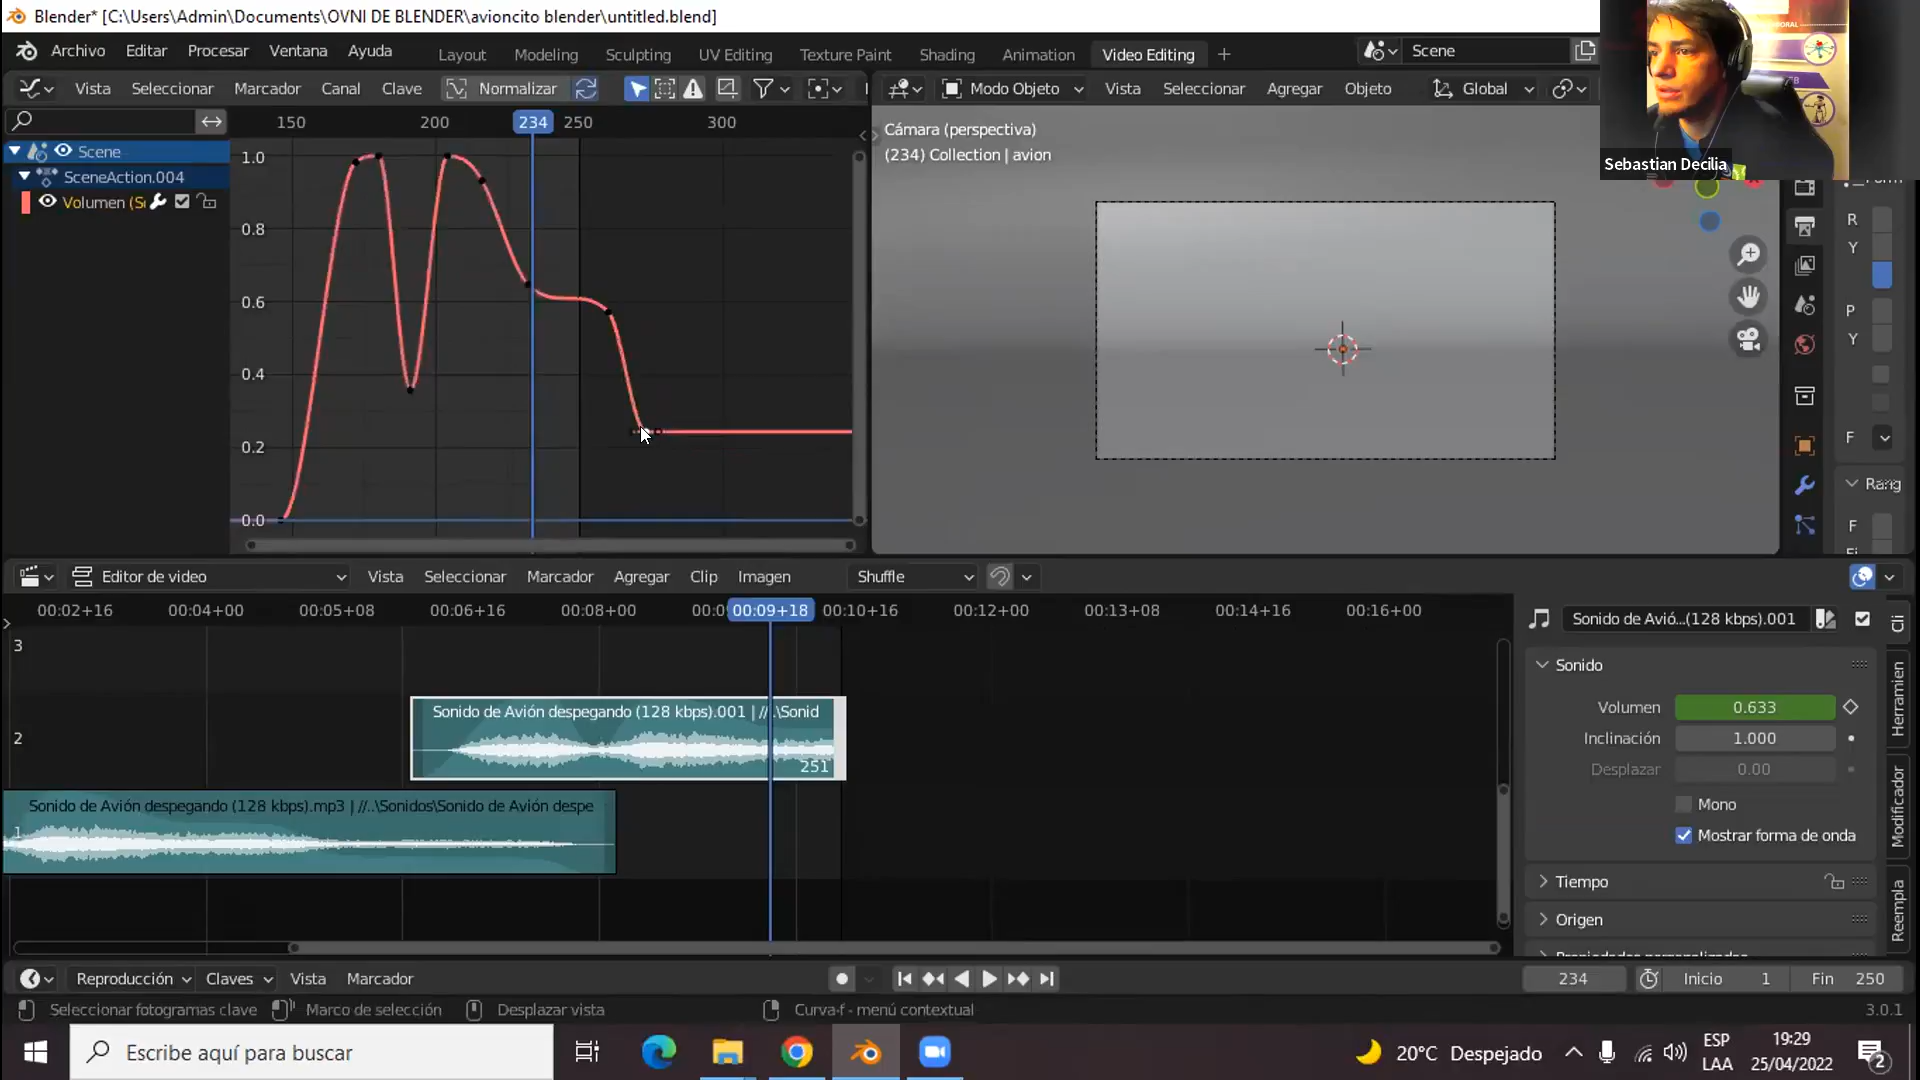 Blender* [C:\Users\Admin\Documents\OVNI DE BLENDER\avioncito blender\untitled.blend]
Archivo Editar Procesar Ventana Ayuda Layout Modeling Sculpting UV Editing Texture Paint Shading Animation Video Editing + Scene
Vista Seleccionar Marcador Canal Clave Normalizar
Modo Objeto Vista Seleccionar Agregar Objeto Global
150 200 234 250 300
Scene
SceneAction.004
Volumen (S
1.0
0.8
0.6
0.4
0.2
0.0
Cámara (perspectiva)
(234) Collection | avion
Sebastian Decilia
R
Y
P
Y
F
Rang
F
Editor de video Vista Seleccionar Marcador Agregar Clip Imagen Shuffle
00:02+16 00:04+00 00:05+08 00:06+16 00:08+00 00:09+18 00:10+16 00:12+00 00:13+08 00:14+16 00:16+00
3
2
1
Sonido de Avión despegando (128 kbps).001 | //..\Sonid
251
Sonido de Avión despegando (128 kbps).mp3 | //..\Sonidos\Sonido de Avión despe
Sonido de Avió...(128 kbps).001
Sonido
Volumen 0.633
Inclinación 1.000
Desplazar 0.00
Mono
Mostrar forma de onda
Tiempo
Origen
Cli
Herramien
Modificador
Reempla
Reproducción Claves Vista Marcador
234 Inicio 1 Fin 250
Seleccionar fotogramas clave Marco de selección Desplazar vista Curva-f - menú contextual 3.0.1
Escribe aquí para buscar
20°C Despejado
ESP
LAA
19:29
25/04/2022
2